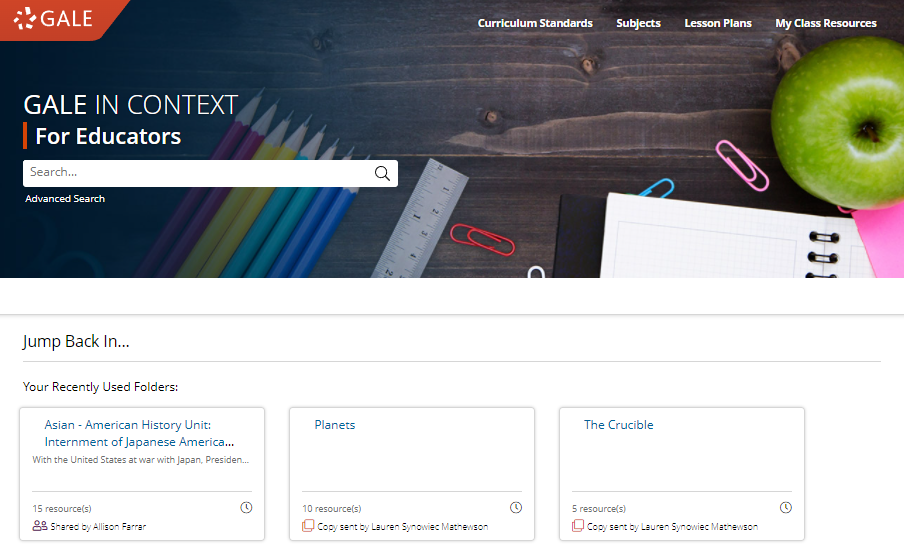 GALE
Curriculum Standards Subjects Lesson Plans My Class Resources
GALE IN CONTEXT
For Educators
Search...
Advanced Search
Jump Back In...
Your Recently Used Folders:
Asian - American History Unit:
Internment of Japanese America...
With the United States at war with Japan, Presiden...
15 resource(s)
Shared by Allison Farrar
Planets
10 resource(s)
Copy sent by Lauren Synowiec Mathewson
The Crucible
5 resource(s)
Copy sent by Lauren Synowiec Mathewson